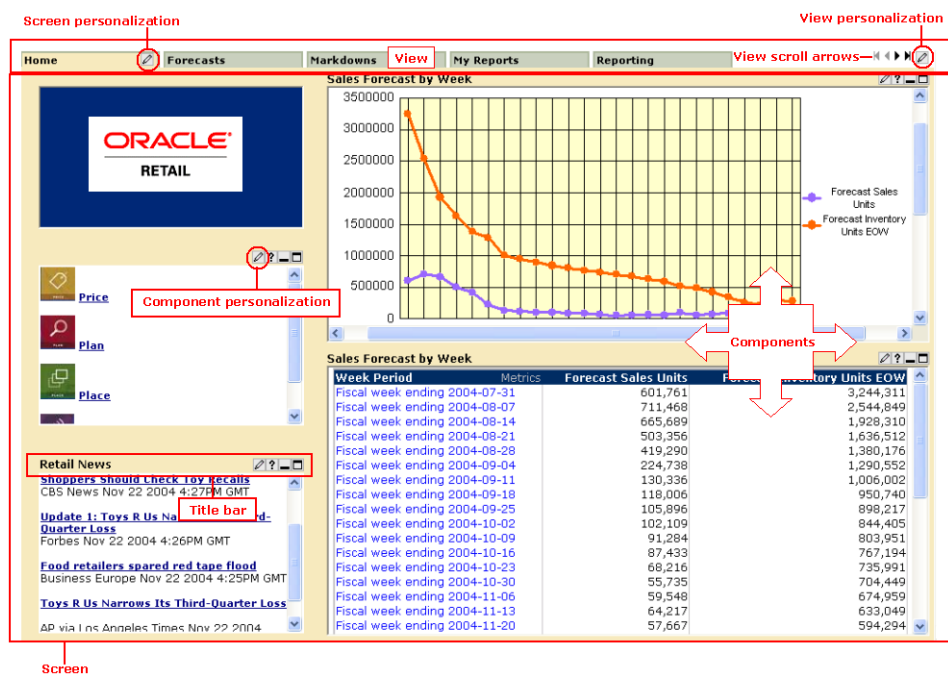 Screen personalization
View personalization
Home
Forecasts
Markdowns
View
My Reports
Reporting
View scroll arrows
ORACLE
RETAIL
Component personalization
Price
Plan
Place
Retail News
Title bar
Shoppers Should Check Toy Recalls
CBS News Nov 22 2004 4:27PM GMT
Update 1: Toys R Us Na rd-
Quarter Loss
Forbes Nov 22 2004 4:26PM GMT
Food retailers spared red tape flood
Business Europe Nov 22 2004 4:25PM GMT
Toys R Us Narrows Its Third-Quarter Loss
AP via Los Angeles Times Nov 22 2004
Sales Forecast by Week
3500000
3000000
2500000
2000000
1500000
1000000
500000
0
Forecast Sales
Units
Forecast Inventory
Units EOW
Components
Sales Forecast by Week
Week Period Metrics Forecast Sales Units Forec nventory Units EOW
Fiscal week ending 2004-07-31 601,761 3,244,311
Fiscal week ending 2004-08-07 711,468 2,544,849
Fiscal week ending 2004-08-14 665,689 1,928,310
Fiscal week ending 2004-08-21 503,356 1,636,512
Fiscal week ending 2004-08-28 419,290 1,380,176
Fiscal week ending 2004-09-04 224,738 1,290,552
Fiscal week ending 2004-09-11 130,336 1,006,002
Fiscal week ending 2004-09-18 118,006 950,740
Fiscal week ending 2004-09-25 105,896 898,217
Fiscal week ending 2004-10-02 102,109 844,405
Fiscal week ending 2004-10-09 91,284 803,951
Fiscal week ending 2004-10-16 87,433 767,194
Fiscal week ending 2004-10-23 68,216 735,991
Fiscal week ending 2004-10-30 55,735 704,449
Fiscal week ending 2004-11-06 59,548 674,959
Fiscal week ending 2004-11-13 64,217 633,049
Fiscal week ending 2004-11-20 57,667 594,294
Screen